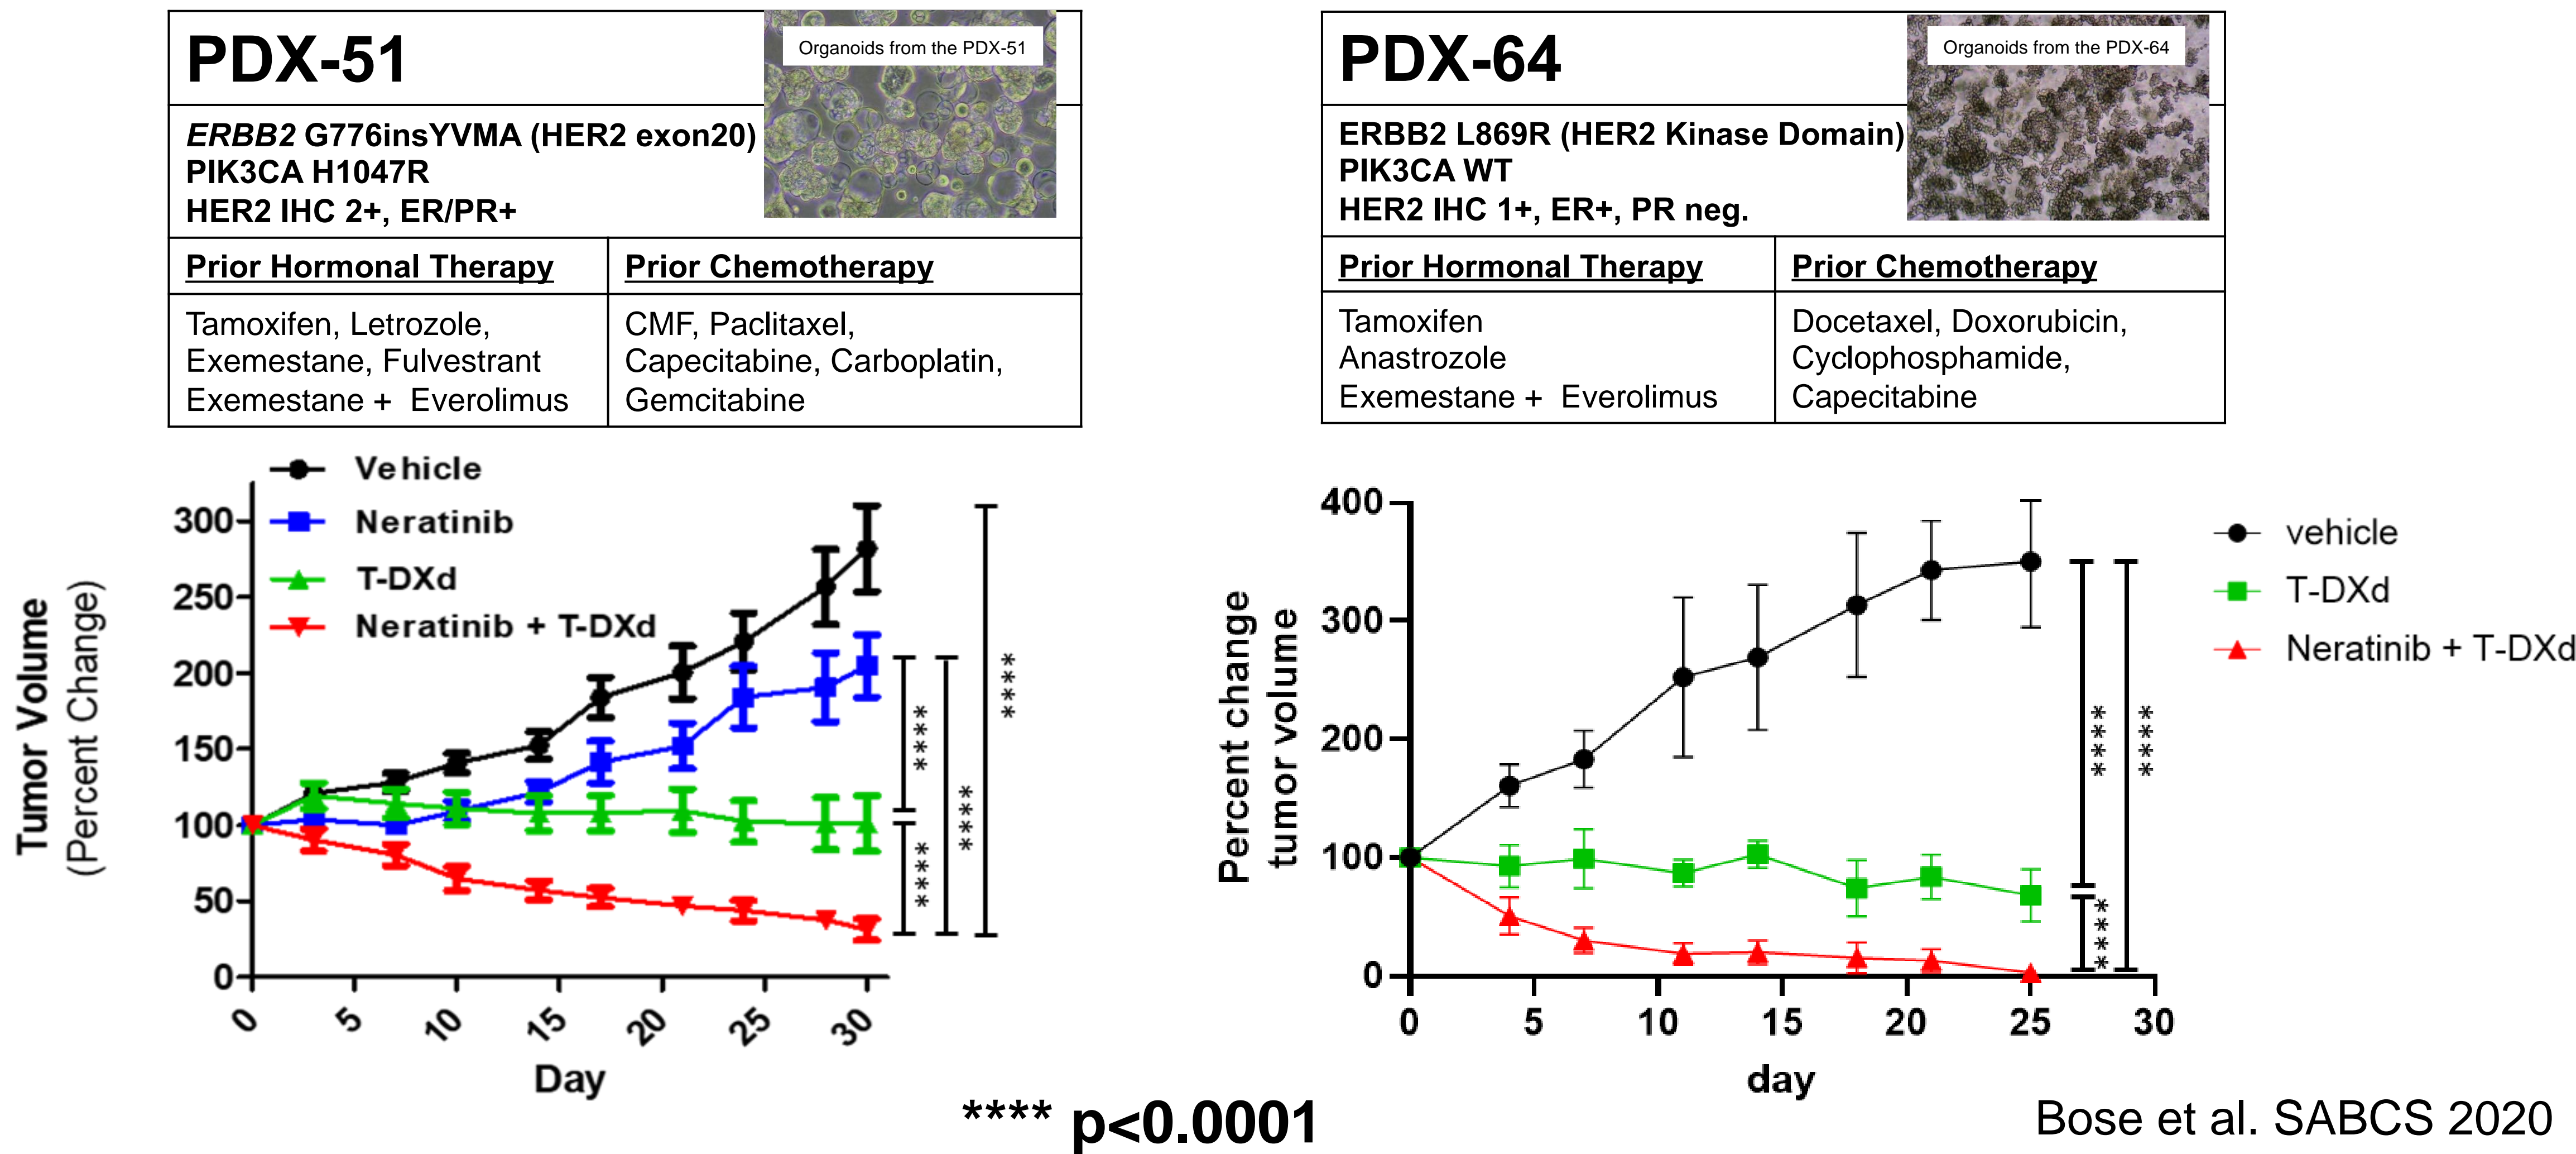 PDX-51
Organoids from the PDX-51
ERBB2 G776insYVMA (HER2 exon20)
PIK3CA H1047R
HER2 IHC 2+, ER/PR+
Prior Hormonal Therapy
Prior Chemotherapy
Tamoxifen, Letrozole,
Exemestane, Fulvestrant
Exemestane + Everolimus
CMF, Paclitaxel,
Capecitabine, Carboplatin,
Gemcitabine
PDX-64
Organoids from the PDX-64
ERBB2 L869R (HER2 Kinase Domain)
PIK3CA WT
HER2 IHC 1+, ER+, PR neg.
Prior Hormonal Therapy
Prior Chemotherapy
Tamoxifen
Anastrozole
Exemestane + Everolimus
Docetaxel, Doxorubicin,
Cyclophosphamide,
Capecitabine
Vehicle
Neratinib
T-DXd
Neratinib + T-DXd
Tumor Volume
(Percent Change)
300
250
200
150
100
50
0
0 5 10 15 20 25 30
Day
****
****
****
****
Percent change
tumor volume
400
300
200
100
0
0 5 10 15 20 25 30
day
****
****
****
vehicle
T-DXd
Neratinib + T-DXd
**** p<0.0001
Bose et al. SABCS 2020